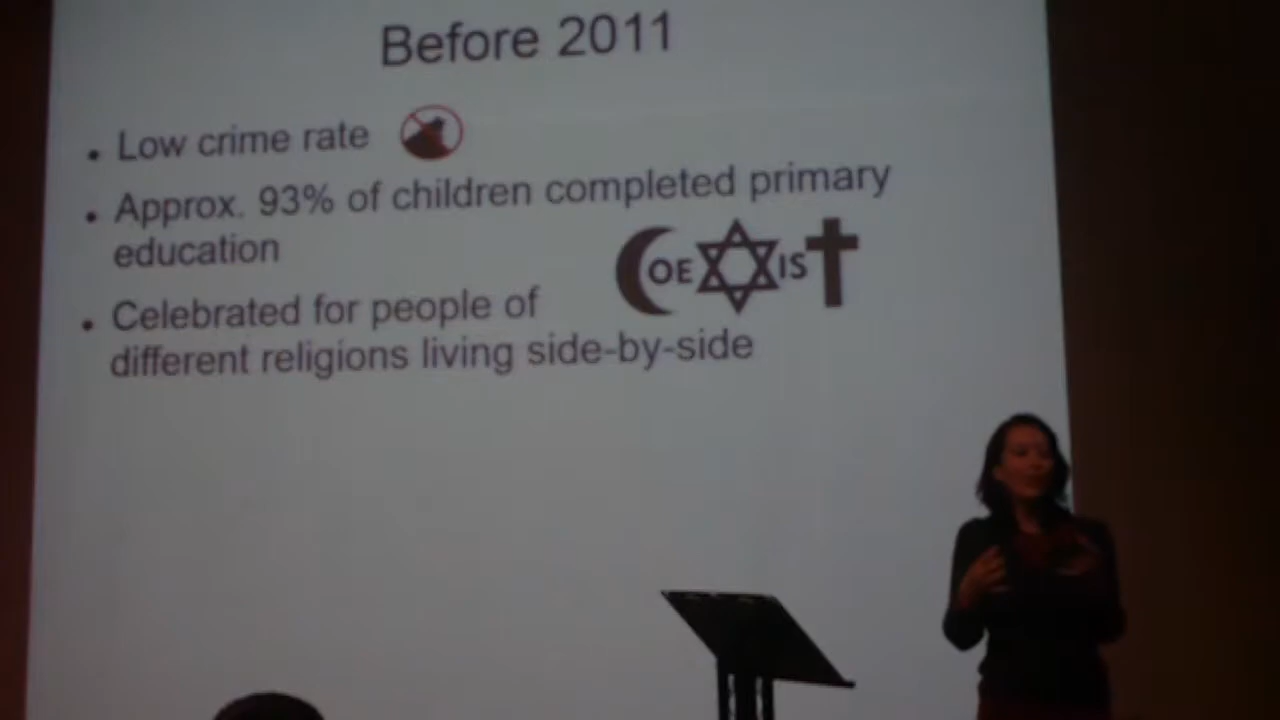 Before 2011
• Low crime rate
• Approx. 93% of children completed primary
education
COEXIST
• Celebrated for people of
different religions living side-by-side